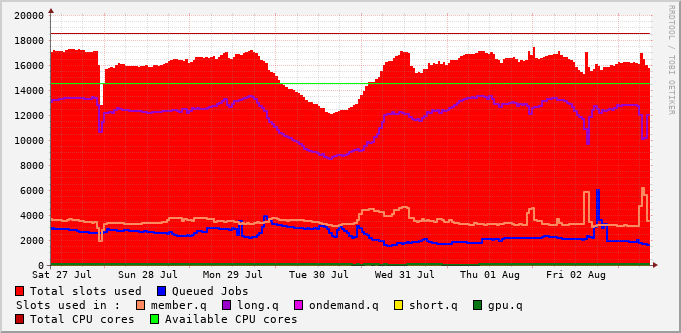 20000
18000
16000
14000
12000
10000
8000
6000
4000
2000
0
Sat 27 Jul Sun 28 Jul Mon 29 Jul Tue 30 Jul Wed 31 Jul Thu 01 Aug Fri 02 Aug
RRDTOOL / TOBI OETIKER
Total slots used Queued Jobs
Slots used in : member.q long.q ondemand.q short.q gpu.q
Total CPU cores Available CPU cores